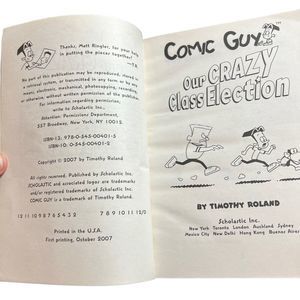 Thanks, Matt Ringler, for your help
in putting the pieces together!
—T.R.
No part of this publication may be reproduced, stored in
a retrieval system, or transmitted in any form or by any
means, electronic, mechanical, photocopying, recording,
or otherwise, without written permission of the publisher.
For information regarding permission,
write to Scholastic Inc.,
Attention: Permissions Department,
557 Broadway, New York, NY 10012.
ISBN-13: 978-0-545-00401-5
ISBN-10: 0-545-00401-2
Copyright © 2007 by Timothy Roland
All rights reserved. Published by Scholastic Inc.
SCHOLASTIC and associated logos are trademarks
and/or registered trademarks of Scholastic Inc.
COMIC GUY is a trademark of Timothy Roland.
12 11 10 9 8 7 6 5 4 3 2
7 8 9 10 11 12/0
Printed in the U.S.A.
First printing, October 2007
COMIC GUY
Our CRAZY
Class Election
BY TIMOTHY ROLAND
Scholastic Inc.
New York Toronto London Auckland Sydney
Mexico City New Delhi Hong Kong Buenos Aires